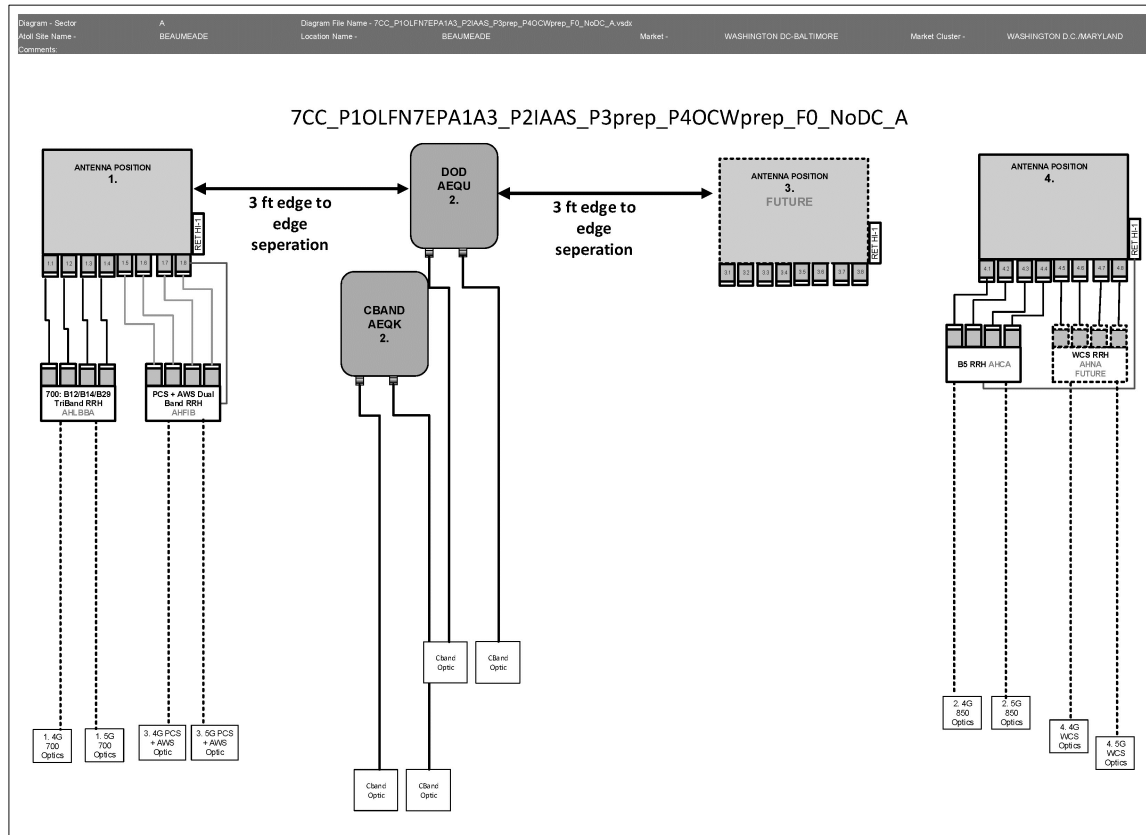 Diagram - Sector A Diagram File Name - 7CC_P1OLFN7EPA1A3_P2IAAS_P3prep_P4OCWprep_F0_NoDC_A.vsdx
Atoll Site Name - BEAUMEADE Location Name - BEAUMEADE Market - WASHINGTON DC-BALTIMORE Market Cluster - WASHINGTON D.C./MARYLAND
Comments:
7CC_P1OLFN7EPA1A3_P2IAAS_P3prep_P4OCWprep_F0_NoDC_A
ANTENNA POSITION
1.
RET HI-1
1.1 1.2 1.3 1.4 1.5 1.6 1.7 1.8
3 ft edge to
edge
seperation
DOD
AEQU
2.
3 ft edge to
edge
seperation
ANTENNA POSITION
3.
FUTURE
RET HI-1
3.1 3.2 3.3 3.4 3.5 3.6 3.7 3.8
ANTENNA POSITION
4.
RET HI-1
4.1 4.2 4.3 4.4 4.5 4.6 4.7 4.8
CBAND
AEQK
2.
700: B12/B14/B29
TriBand RRH
AHLBBA
PCS + AWS Dual
Band RRH
AHFIB
B5 RRH AHCA
WCS RRH
AHNA
FUTURE
Cband
Optic
CBand
Optic
1. 4G
700
Optics
1. 5G
700
Optics
3. 4G PCS
+ AWS
Optic
3. 5G PCS
+ AWS
Optic
2. 4G
850
Optics
2. 5G
850
Optics
4. 4G
WCS
Optics
4. 5G
WCS
Optics
Cband
Optic
CBand
Optic